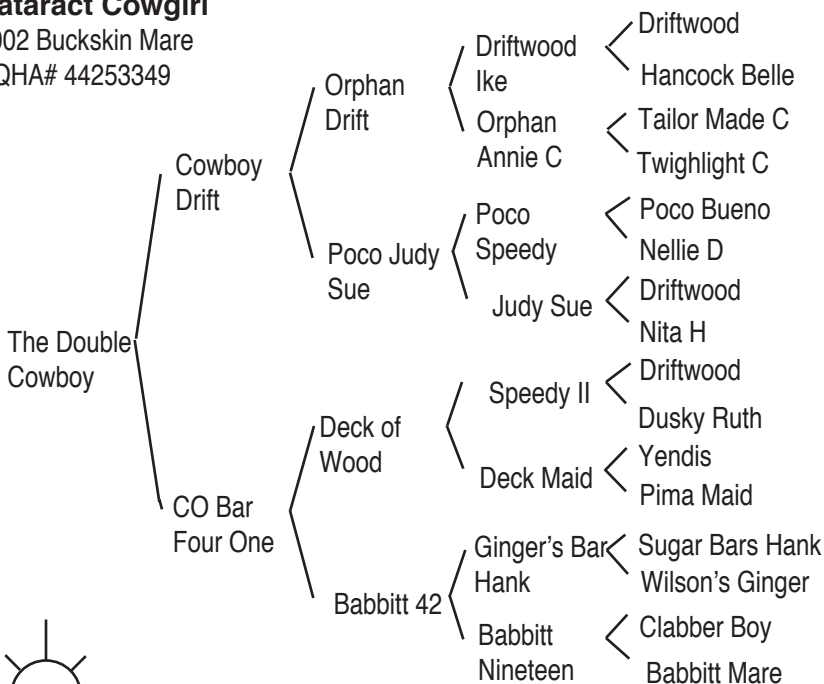 ataract Cowgirl
002 Buckskin Mare
QHA# 44253349
The Double
Cowboy
Cowboy
Drift
CO Bar
Four One
Orphan
Drift
Poco Judy
Sue
Deck of
Wood
Babbitt 42
Driftwood
Ike
Orphan
Annie C
Poco
Speedy
Judy Sue
Speedy II
Deck Maid
Ginger's Bar
Hank
Babbitt
Nineteen
Driftwood
Hancock Belle
Tailor Made C
Twighlight C
Poco Bueno
Nellie D
Driftwood
Nita H
Driftwood
Dusky Ruth
Yendis
Pima Maid
Sugar Bars Hank
Wilson's Ginger
Clabber Boy
Babbitt Mare